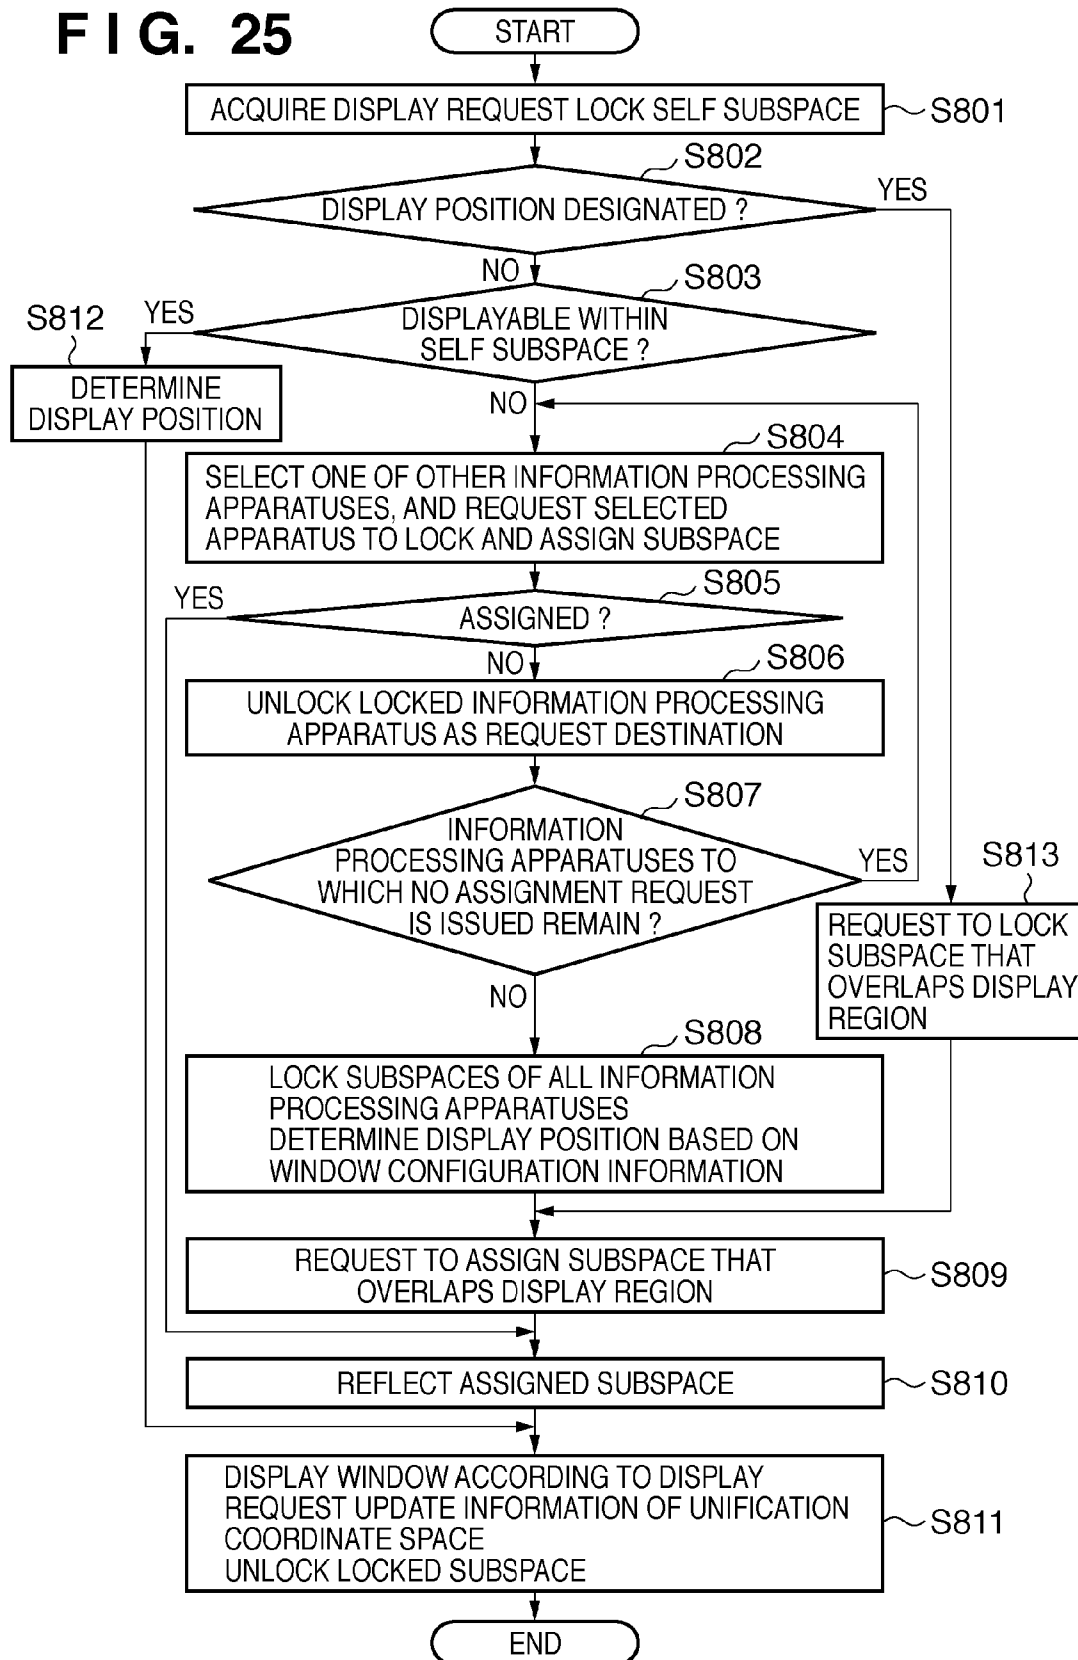 FIG. 25
START
ACQUIRE DISPLAY REQUEST LOCK SELF SUBSPACE
S801
S802
DISPLAY POSITION DESIGNATED ?
YES
NO
S803
DISPLAYABLE WITHIN
SELF SUBSPACE ?
YES
S812
DETERMINE
DISPLAY POSITION
NO
S804
SELECT ONE OF OTHER INFORMATION PROCESSING
APPARATUSES, AND REQUEST SELECTED
APPARATUS TO LOCK AND ASSIGN SUBSPACE
S805
YES
ASSIGNED ?
NO
S806
UNLOCK LOCKED INFORMATION PROCESSING
APPARATUS AS REQUEST DESTINATION
S807
INFORMATION
PROCESSING APPARATUSES TO
WHICH NO ASSIGNMENT REQUEST
IS ISSUED REMAIN ?
YES
S813
REQUEST TO LOCK
SUBSPACE THAT
OVERLAPS DISPLAY
REGION
NO
S808
LOCK SUBSPACES OF ALL INFORMATION
PROCESSING APPARATUSES
DETERMINE DISPLAY POSITION BASED ON
WINDOW CONFIGURATION INFORMATION
REQUEST TO ASSIGN SUBSPACE THAT
OVERLAPS DISPLAY REGION
S809
REFLECT ASSIGNED SUBSPACE
S810
DISPLAY WINDOW ACCORDING TO DISPLAY
REQUEST UPDATE INFORMATION OF UNIFICATION
COORDINATE SPACE
UNLOCK LOCKED SUBSPACE
S811
END